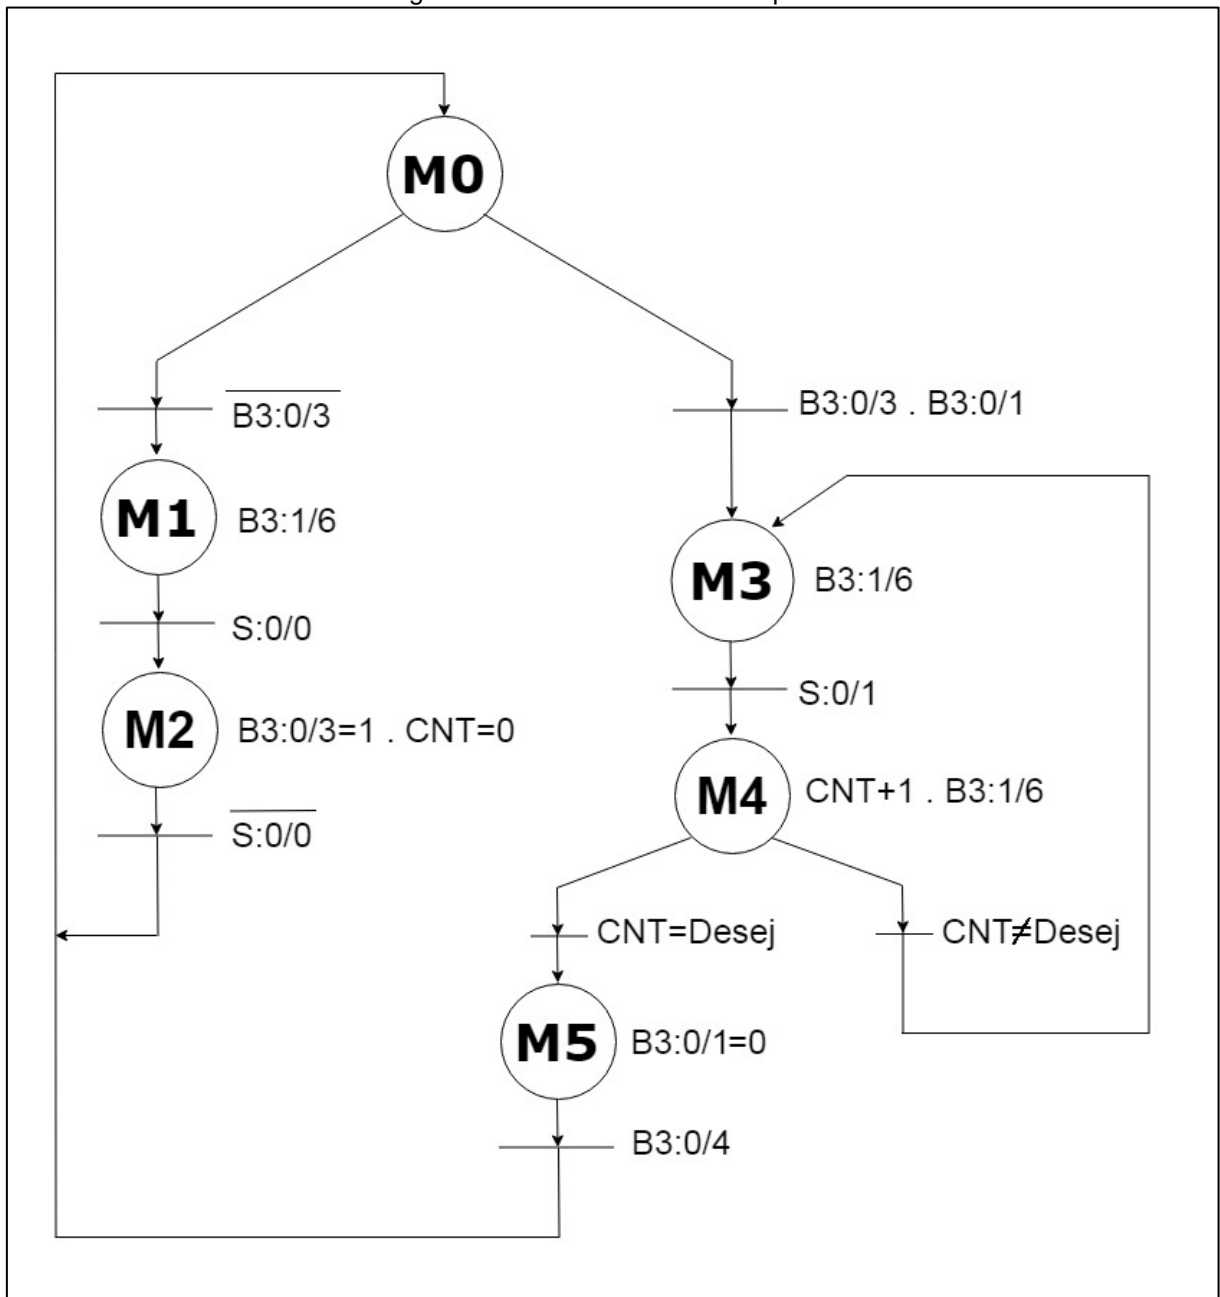 M0
B3:0/3
B3:0/3 . B3:0/1
M1
B3:1/6
M3
B3:1/6
S:0/0
S:0/1
M2
B3:0/3=1 . CNT=0
M4
CNT+1 . B3:1/6
S:0/0
CNT=Desej
CNT≠Desej
M5
B3:0/1=0
B3:0/4